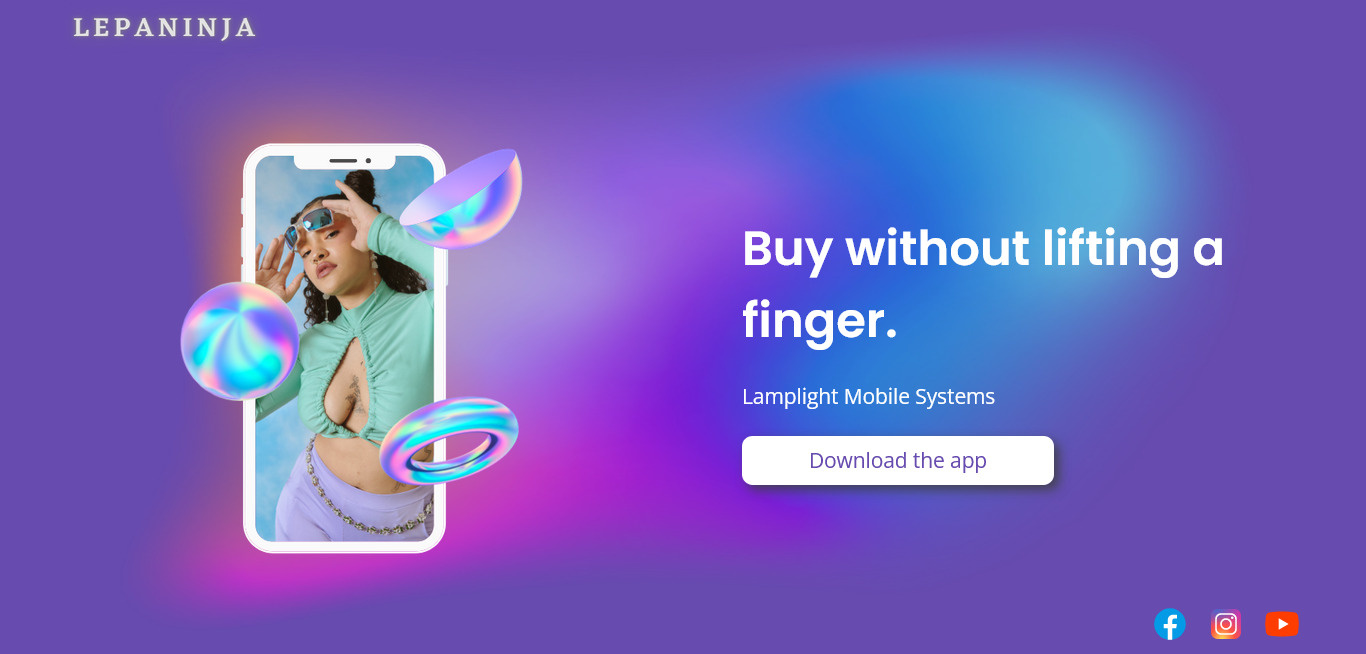 LEPANINJA
Buy without lifting a
finger.
Lamplight Mobile Systems
Download the app